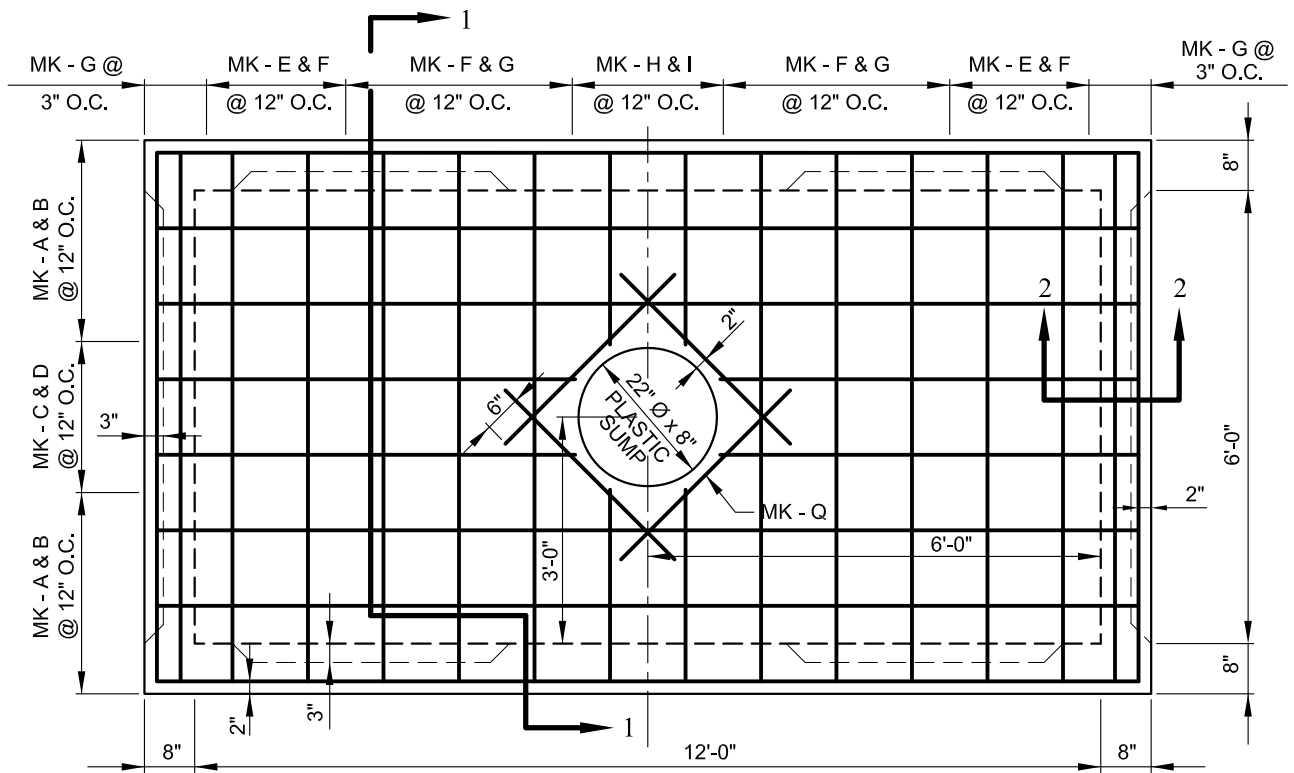 1
MK - G @
3" O.C.
MK - E & F
@ 12" O.C.
MK - F & G
@ 12" O.C.
MK - H & I
@ 12" O.C.
MK - F & G
@ 12" O.C.
MK - E & F
@ 12" O.C.
MK - G @
3" O.C.
8"
MK - A & B
@ 12" O.C.
MK - C & D
@ 12" O.C.
MK - A & B
@ 12" O.C.
3"
2
2
2"
6"
22" Ø x 8"
PLASTIC
SUMP
6'-0"
2"
MK - Q
6'-0"
3'-0"
2"
3"
1
8"
8"
12'-0"
8"